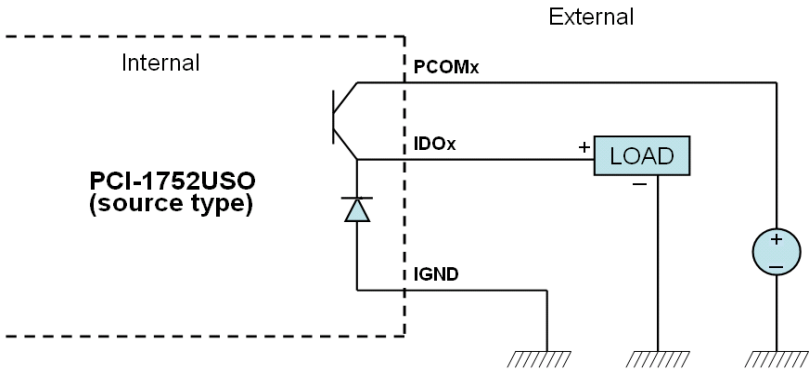 External
Internal
PCOMx
IDOx
+
LOAD
−
PCI-1752USO
(source type)
+
−
IGND